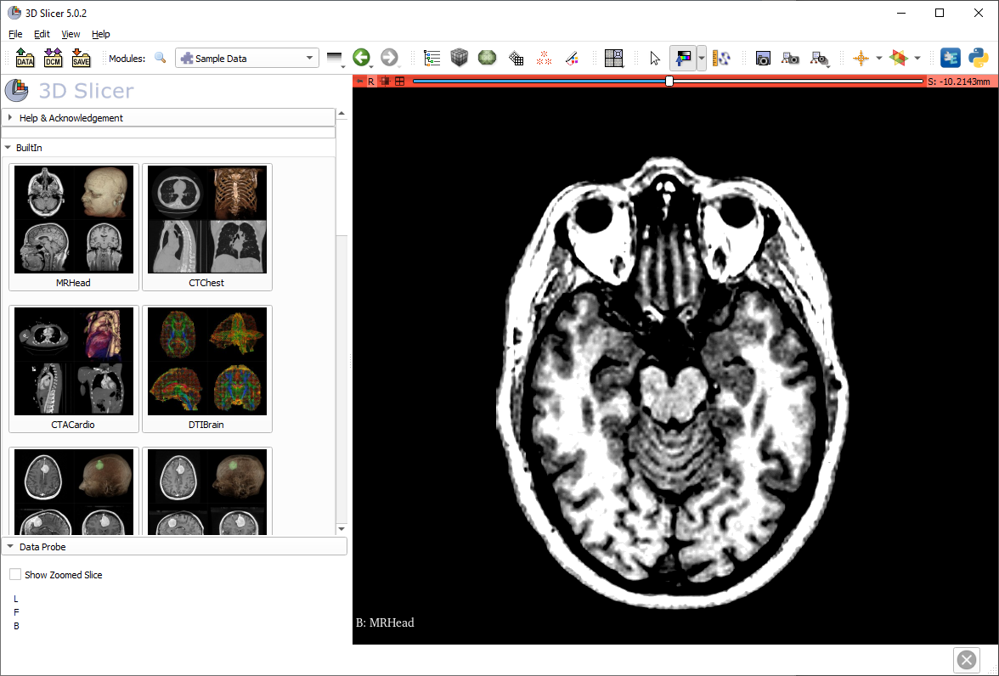 3D Slicer 5.0.2
File Edit View Help
DATA DCM SAVE Modules: Sample Data
3D Slicer
R S: -10.2143mm
Help & Acknowledgement
BuiltIn
MRHead CTChest
CTACardio DTIBrain
Data Probe
Show Zoomed Slice
L
F
B
B: MRHead